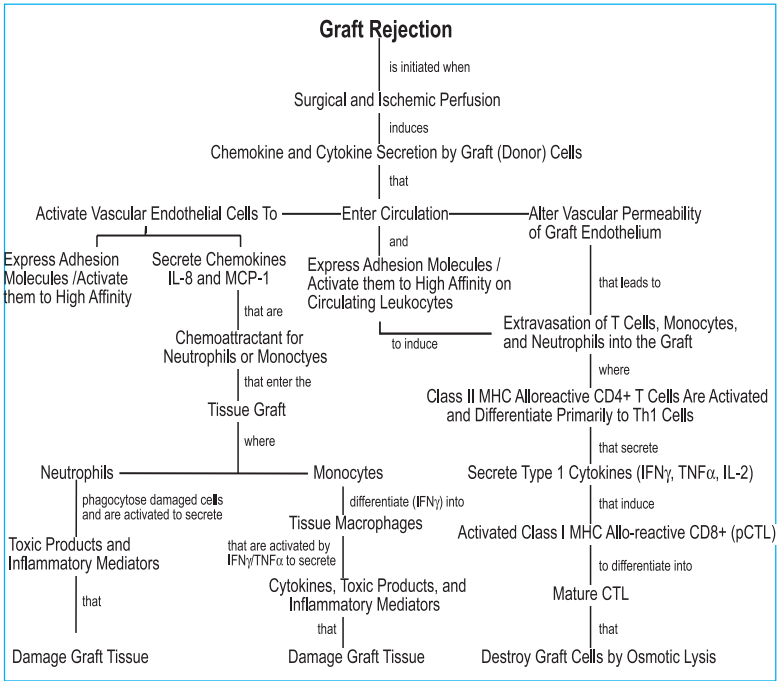 Graft Rejection
is initiated when
Surgical and Ischemic Perfusion
induces
Chemokine and Cytokine Secretion by Graft (Donor) Cells
that
Activate Vascular Endothelial Cells To
Enter Circulation
Alter Vascular Permeability
of Graft Endothelium
Express Adhesion
Molecules /Activate
them to High Affinity
Secrete Chemokines
IL-8 and MCP-1
and
Express Adhesion Molecules /
Activate them to High Affinity on
Circulating Leukocytes
that leads to
that are
to induce
Extravasation of T Cells, Monocytes,
and Neutrophils into the Graft
Chemoattractant for
Neutrophils or Monoctyes
where
that enter the
Class II MHC Alloreactive CD4+ T Cells Are Activated
and Differentiate Primarily to Th1 Cells
Tissue Graft
where
that secrete
Neutrophils
Monocytes
Secrete Type 1 Cytokines (IFNγ, TNFα, IL-2)
phagocytose damaged cells
and are activated to secrete
differentiate (IFNγ) into
that induce
Tissue Macrophages
Activated Class I MHC Allo-reactive CD8+ (pCTL)
Toxic Products and
Inflammatory Mediators
that are activated by
IFNγ/TNFα to secrete
to differentiate into
Cytokines, Toxic Products, and
Inflammatory Mediators
Mature CTL
that
that
that
Damage Graft Tissue
Damage Graft Tissue
Destroy Graft Cells by Osmotic Lysis